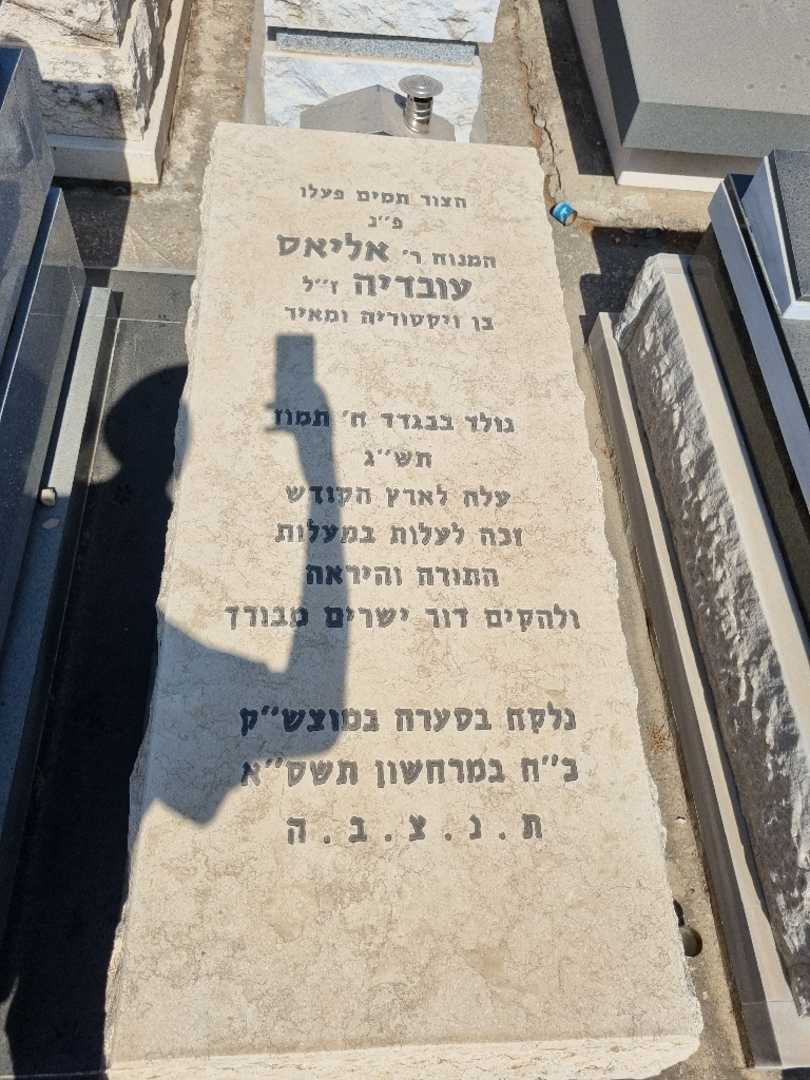 הצור תמים פעלו
פ״נ
המנוח ר׳ אליאס
עובדיה ז״ל
בן ויקטוריה ומאיר
נולד בבגדד ח׳ תמוז
תש״ג
עלה לארץ הקודש
זכה לעלות במעלות
התורה והיראה
ולהקים דור ישרים מבורך
נלקח בסערה במוצש״ק
כ״ח במרחשון תשס״א
ת.נ.צ.ב.ה